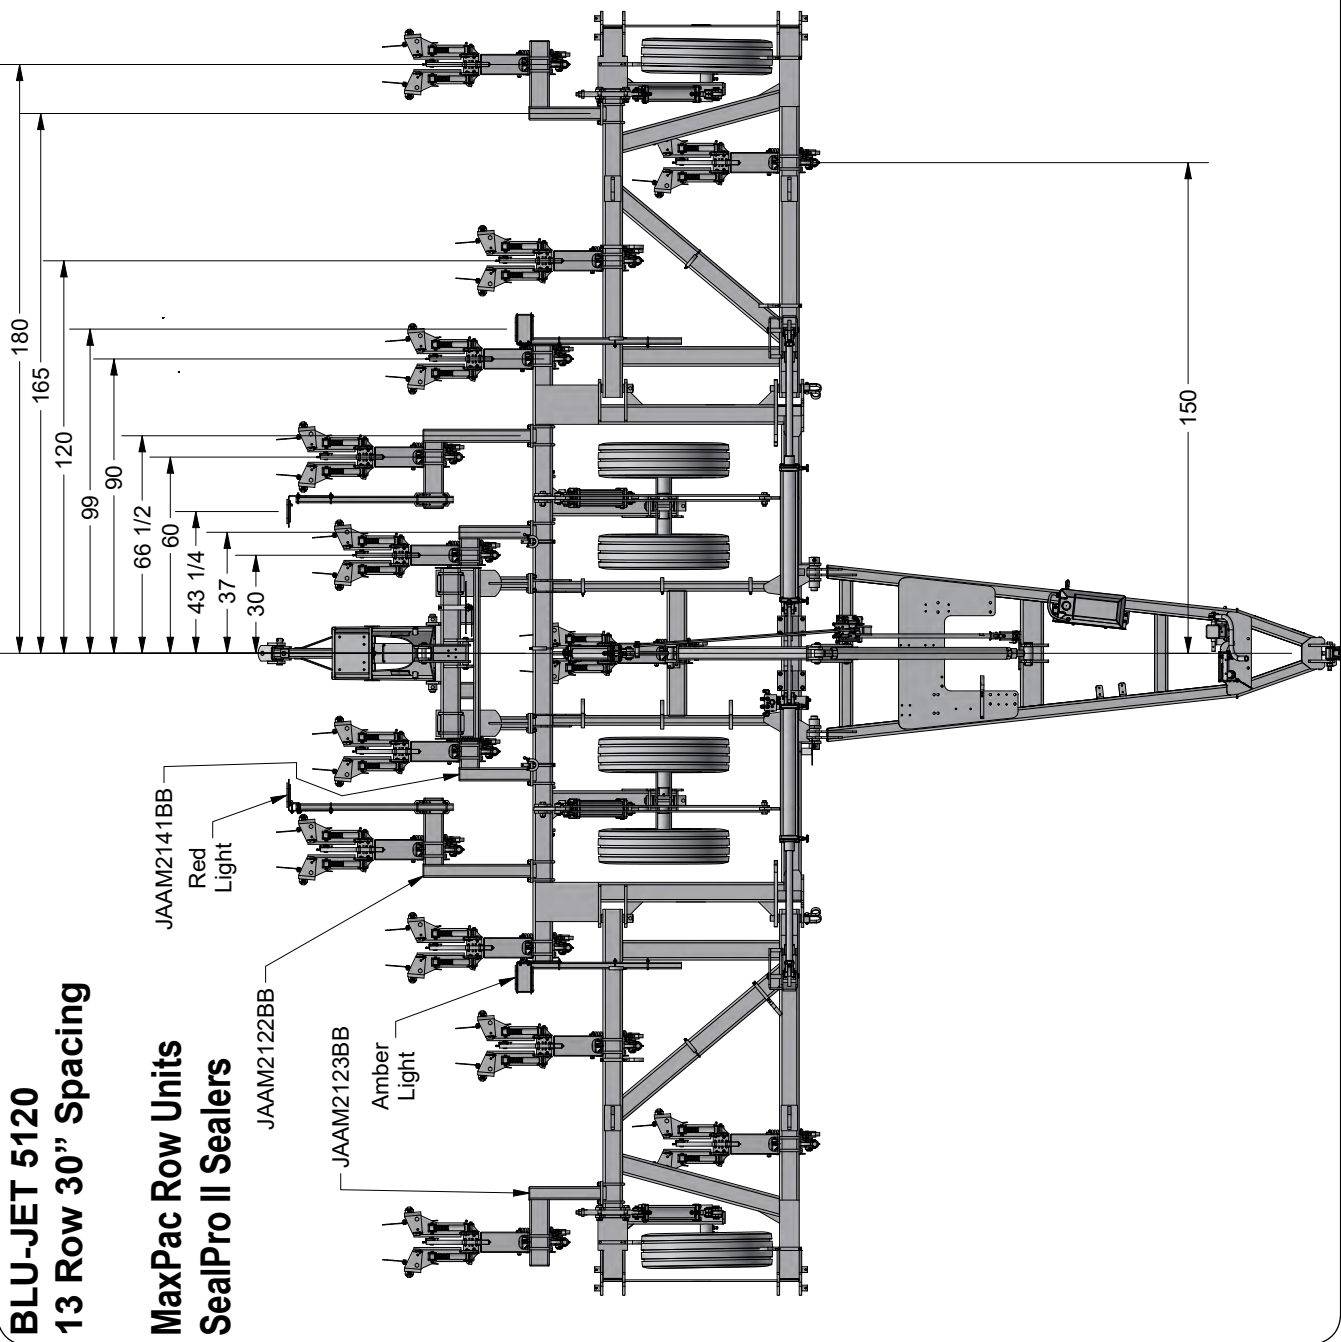 BLU-JET 5120
13 Row 30” Spacing
MaxPac Row Units
SealPro II Sealers
180
165
120
99
90
66 1/2
60
43 1/4
37
30
150
JAAM2141BB
Red
Light
JAAM2122BB
JAAM2123BB
Amber
Light